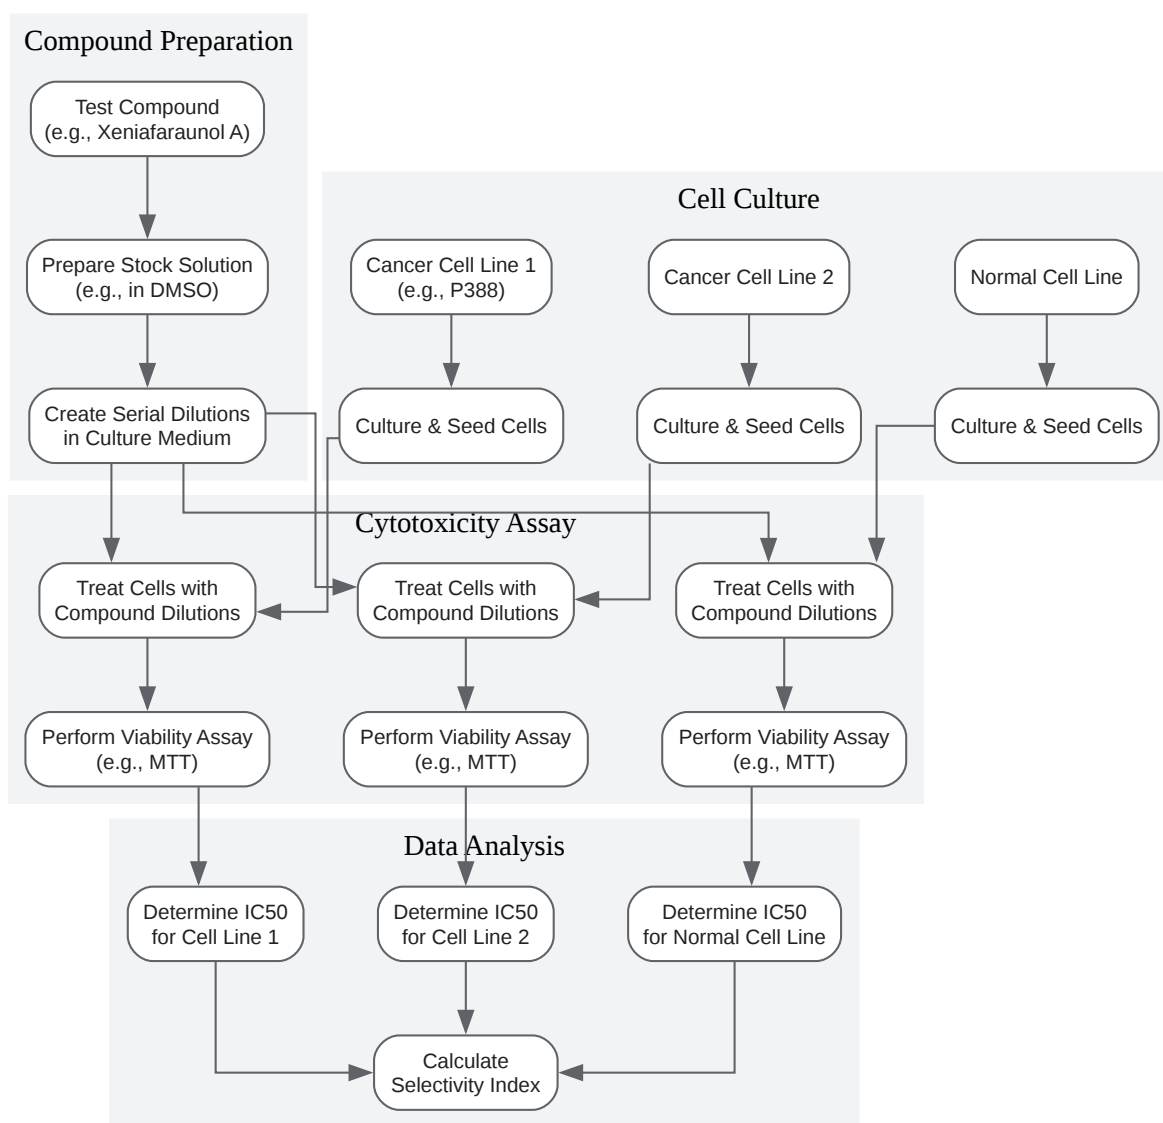 Compound Preparation
Test Compound
(e.g., Xeniafaraunol A)
Prepare Stock Solution
(e.g., in DMSO)
Create Serial Dilutions
in Culture Medium
Cell Culture
Cancer Cell Line 1
(e.g., P388)
Cancer Cell Line 2
Normal Cell Line
Culture & Seed Cells
Culture & Seed Cells
Culture & Seed Cells
Cytotoxicity Assay
Treat Cells with
Compound Dilutions
Treat Cells with
Compound Dilutions
Treat Cells with
Compound Dilutions
Perform Viability Assay
(e.g., MTT)
Perform Viability Assay
(e.g., MTT)
Perform Viability Assay
(e.g., MTT)
Data Analysis
Determine IC50
for Cell Line 1
Determine IC50
for Cell Line 2
Determine IC50
for Normal Cell Line
Calculate
Selectivity Index